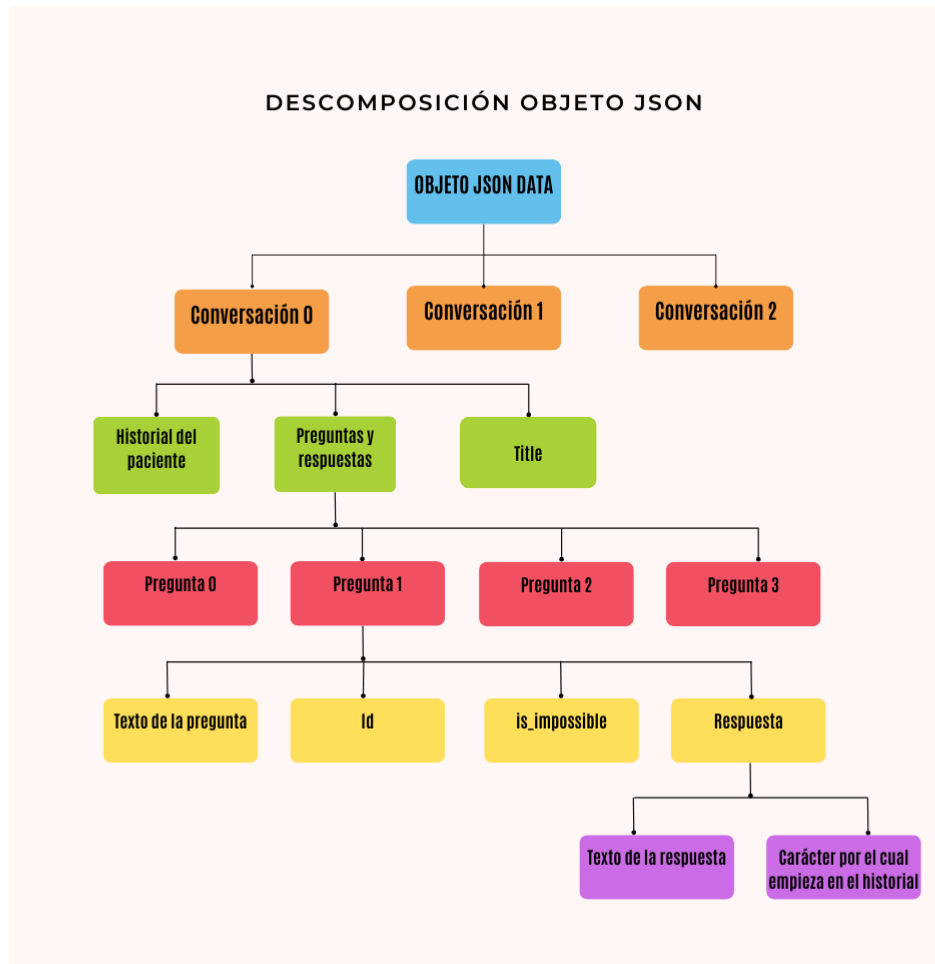 DESCOMPOSICIÓN OBJETO JSON
OBJETO JSON DATA
Conversación 0
Conversación 1
Conversación 2
Historial del
paciente
Preguntas y
respuestas
Title
Pregunta 0
Pregunta 1
Pregunta 2
Pregunta 3
Texto de la pregunta
Id
is_impossible
Respuesta
Texto de la respuesta
Carácter por el cual
empieza en el historial